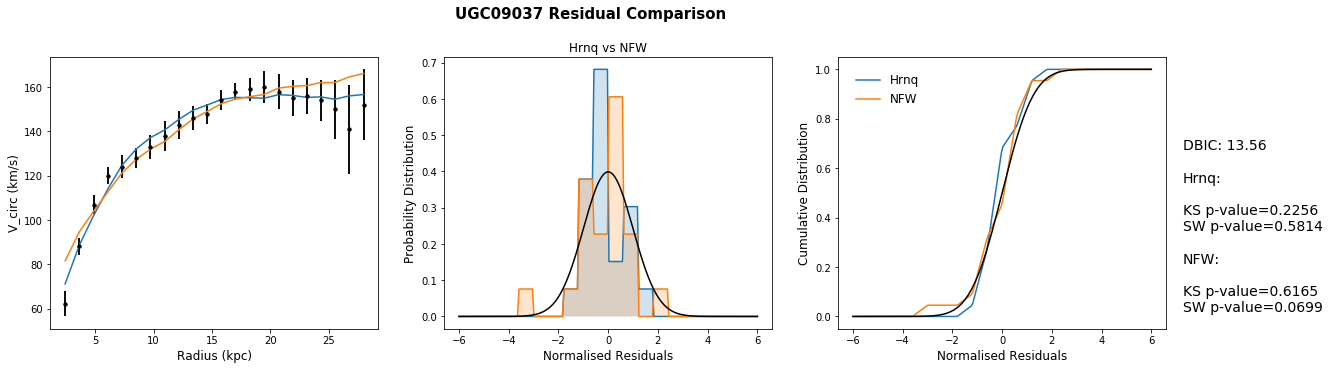 UGC09037 Residual Comparison
Hrnq vs NFW
V_circ (km/s)
160
140
120
100
80
60
5
10
15
20
25
Radius (kpc)
Probability Distribution
0.7
0.6
0.5
0.4
0.3
0.2
0.1
0.0
−6
−4
−2
0
2
4
6
Normalised Residuals
Cumulative Distribution
1.0
0.8
0.6
0.4
0.2
0.0
−6
−4
−2
0
2
4
6
Normalised Residuals
Hrnq
NFW
DBIC: 13.56
Hrnq:
KS p-value=0.2256
SW p-value=0.5814
NFW:
KS p-value=0.6165
SW p-value=0.0699